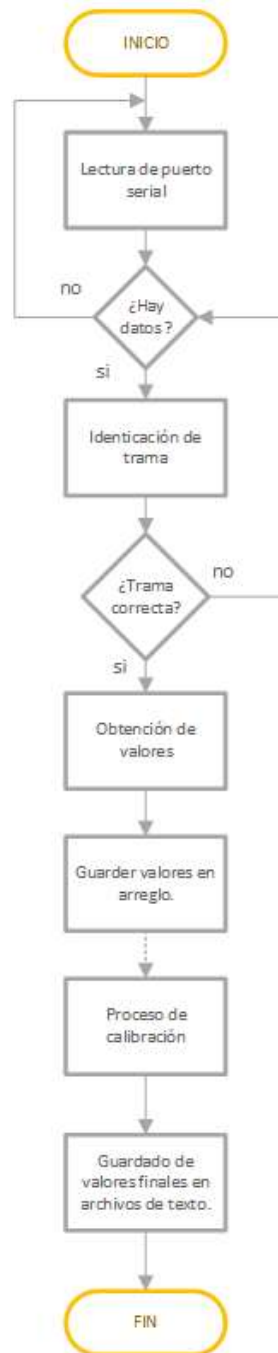 INICIO
Lectura de puerto
serial
no
¿Hay
datos?
si
Identicación de
trama
no
¿Trama
correcta?
si
Obtención de
valores
Guarder valores en
arreglo.
Proceso de
calibración
Guardado de
valores finales en
archivos de texto.
FIN